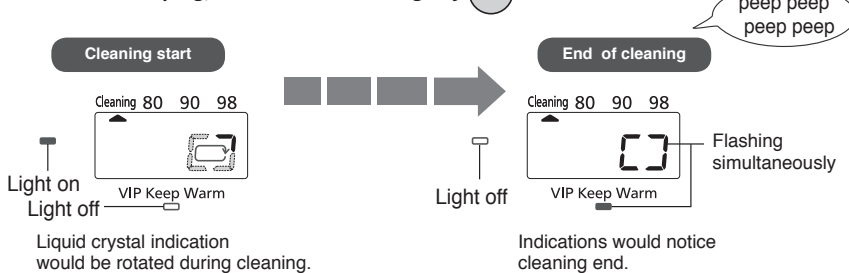 peep peep
peep peep
Cleaning start
End of cleaning
Cleaning 80 90 98
Cleaning 80 90 98
Flashing
simultaneously
Light on
VIP Keep Warm
Light off
Light off
VIP Keep Warm
Liquid crystal indication
would be rotated during cleaning.
Indications would notice
cleaning end.